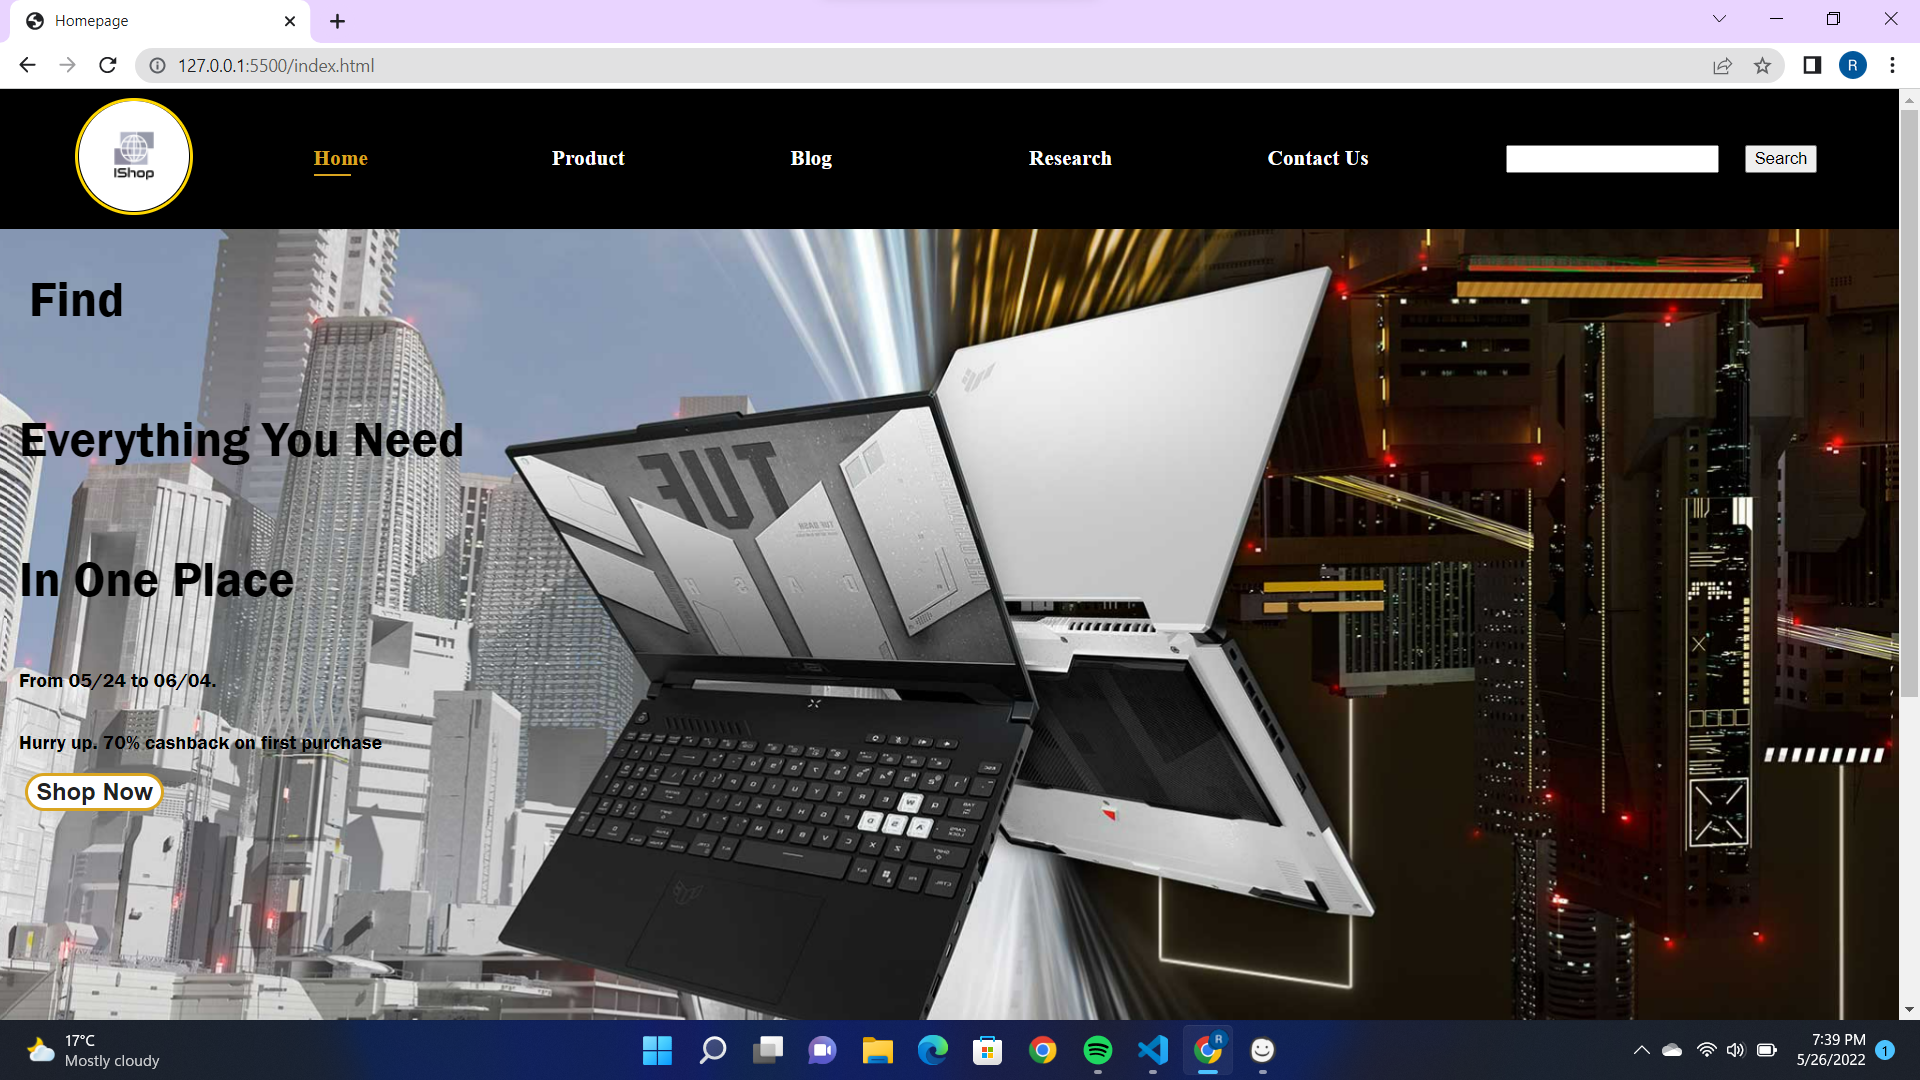 Homepage
127.0.0.1:5500/index.html
R
IShop
Home
Product
Blog
Research
Contact Us
Search
Find
Everything You Need
In One Place
From 05/24 to 06/04.
Hurry up. 70% cashback on first purchase
Shop Now
TUF
DASH
17°C
Mostly cloudy
R
7:39 PM
5/26/2022
1